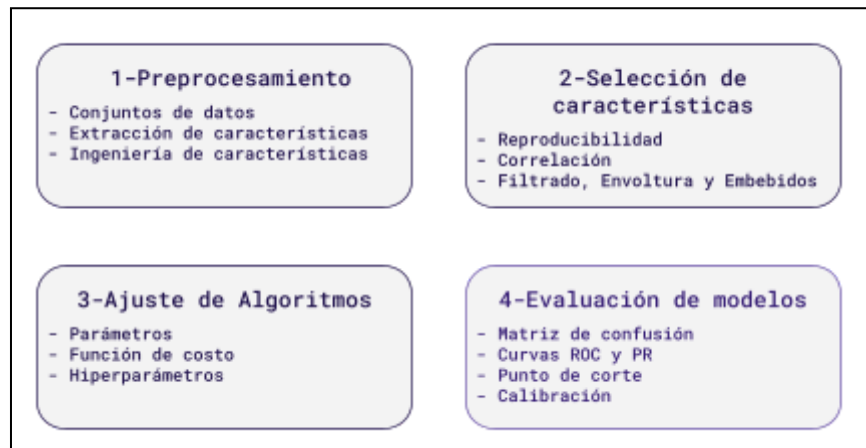 1-Preprocesamiento
- Conjuntos de datos
- Extracción de características
- Ingeniería de características
2-Selección de
características
- Reproducibilidad
- Correlación
- Filtrado, Envoltura y Embebidos
3-Ajuste de Algoritmos
- Parámetros
- Función de costo
- Hiperparámetros
4-Evaluación de modelos
- Matriz de confusión
- Curvas ROC y PR
- Punto de corte
- Calibración